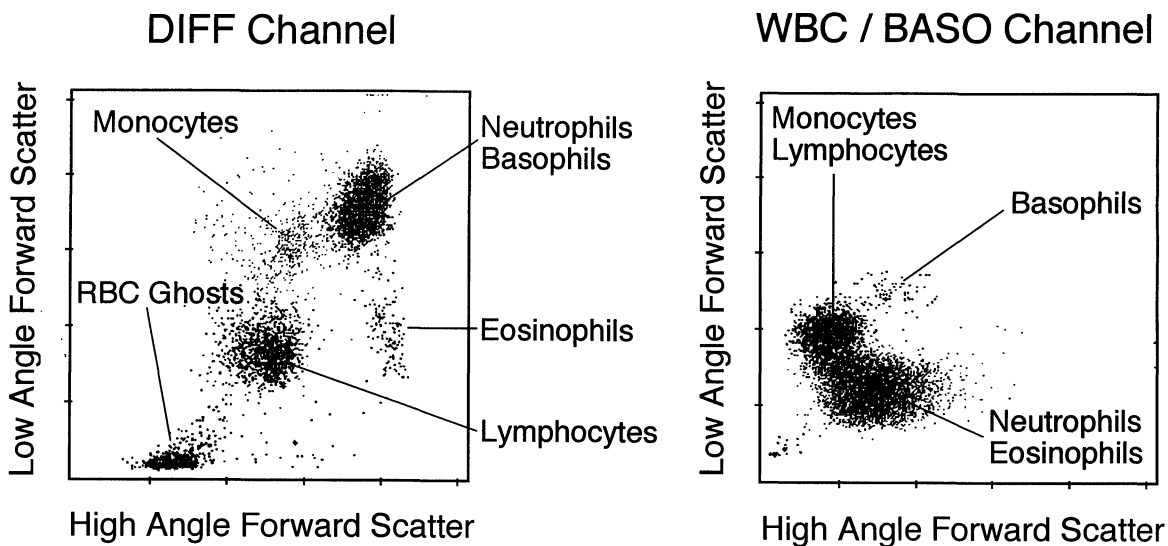 DIFF Channel
Low Angle Forward Scatter
Monocytes
Neutrophils
Basophils
RBC Ghosts
Eosinophils
Lymphocytes
High Angle Forward Scatter
WBC / BASO Channel
Low Angle Forward Scatter
Monocytes
Lymphocytes
Basophils
Neutrophils
Eosinophils
High Angle Forward Scatter